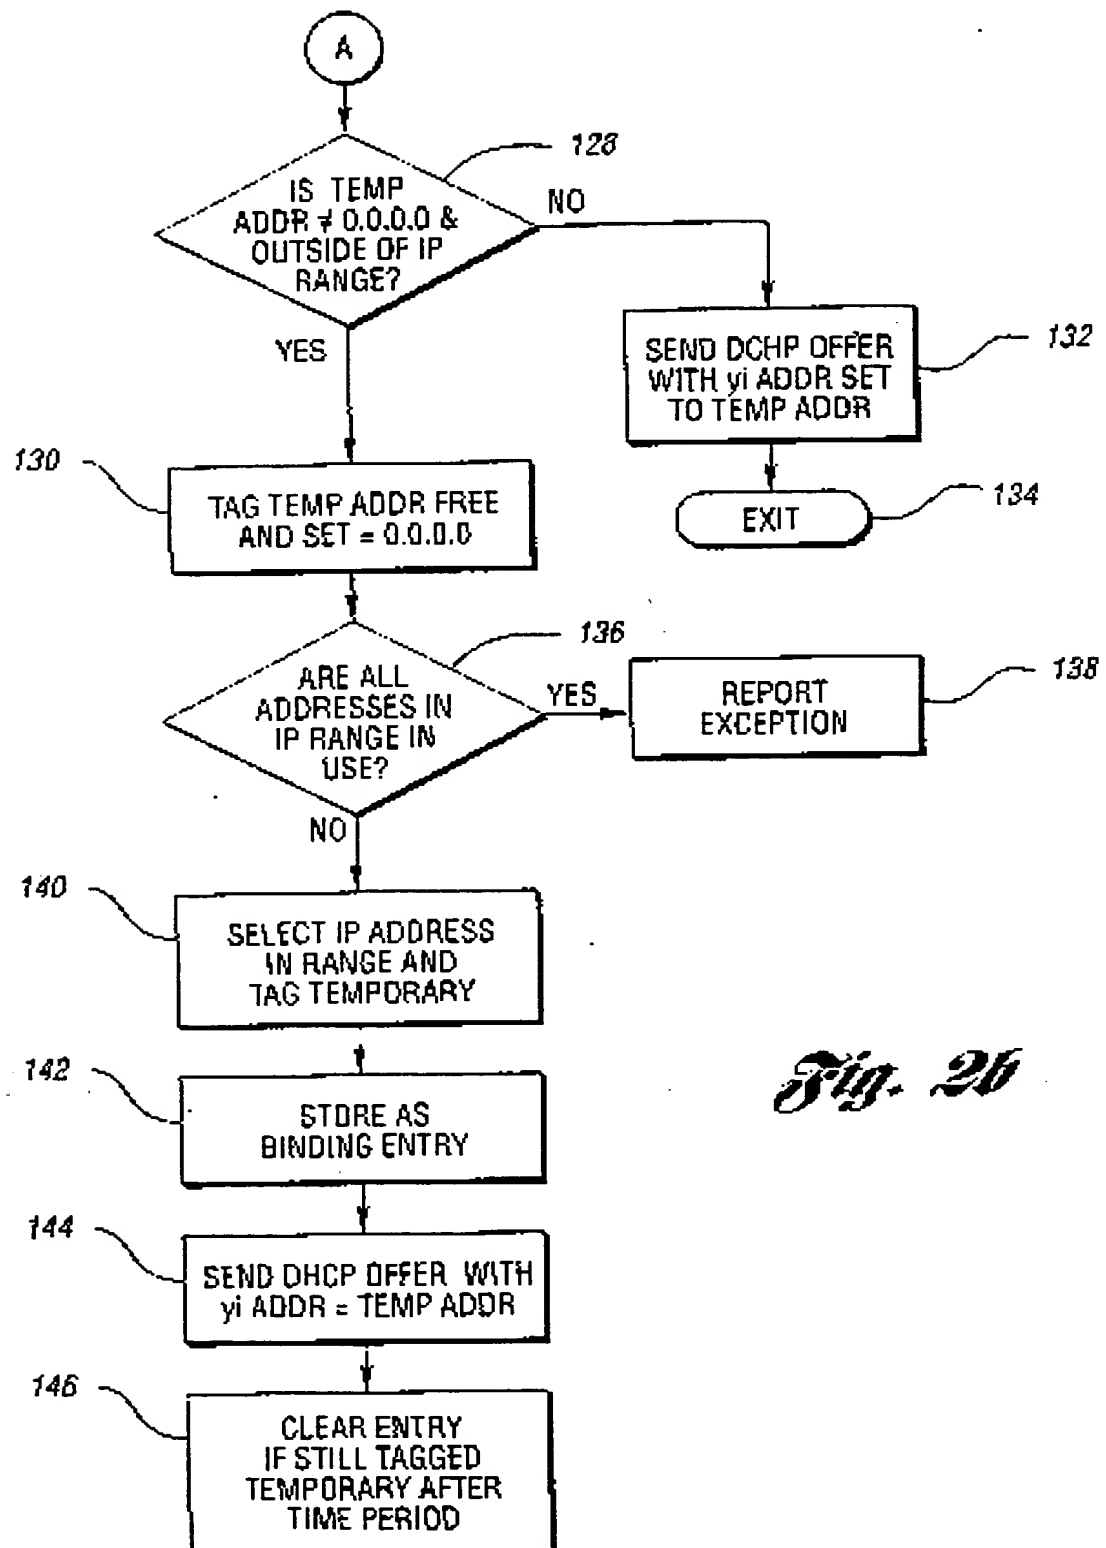 A
128
IS TEMP
ADDR ≠ 0.0.0.0 &
OUTSIDE OF IP
RANGE?
NO
YES
SEND DCHP OFFER
WITH yi ADDR SET
TO TEMP ADDR
132
130
TAG TEMP ADDR FREE
AND SET = 0.0.0.0
EXIT
134
136
ARE ALL
ADDRESSES IN
IP RANGE IN
USE?
YES
REPORT
EXCEPTION
138
NO
140
SELECT IP ADDRESS
IN RANGE AND
TAG TEMPORARY
142
STORE AS
BINDING ENTRY
Fig. 2b
144
SEND DHCP OFFER WITH
yi ADDR = TEMP ADDR
146
CLEAR ENTRY
IF STILL TAGGED
TEMPORARY AFTER
TIME PERIOD